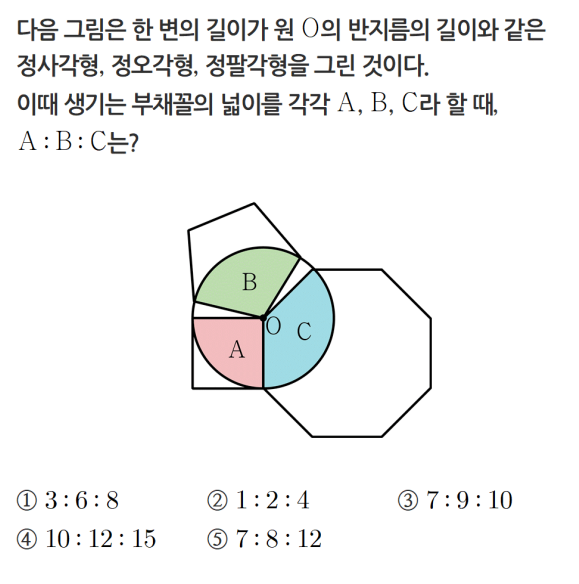 다음 그림은 한 변의 길이가 원 O의 반지름의 길이와 같은
정사각형, 정오각형, 정팔각형을 그린 것이다.
이때 생기는 부채꼴의 넓이를 각각 A, B, C라 할 때,
A : B : C는?
B
O
C
A
① 3 : 6 : 8 ② 1 : 2 : 4 ③ 7 : 9 : 10
④ 10 : 12 : 15 ⑤ 7 : 8 : 12